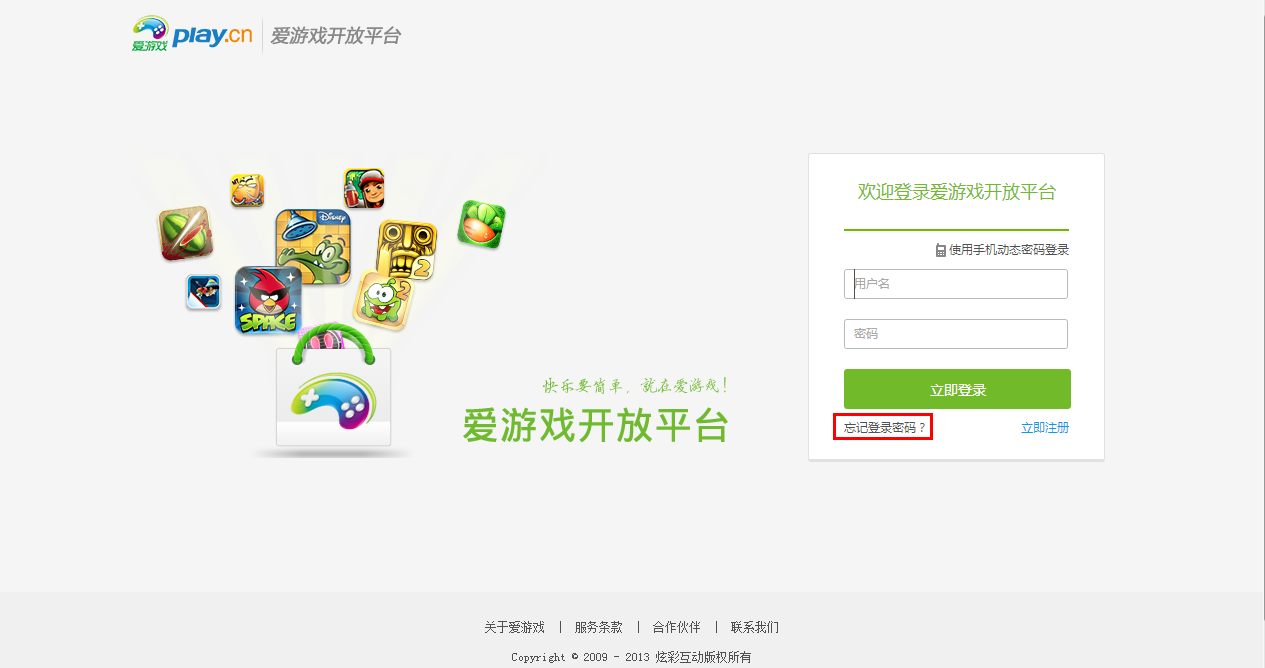 爱游戏 play.cn 爱游戏开放平台
欢迎登录爱游戏开放平台
使用手机动态密码登录
用户名
密码
立即登录
忘记登录密码？ 立即注册
Disney
2
2
SPACE
快乐要简单，就在爱游戏！
爱游戏开放平台
关于爱游戏 | 服务条款 | 合作伙伴 | 联系我们
Copyright © 2009 - 2013 炫彩互动版权所有